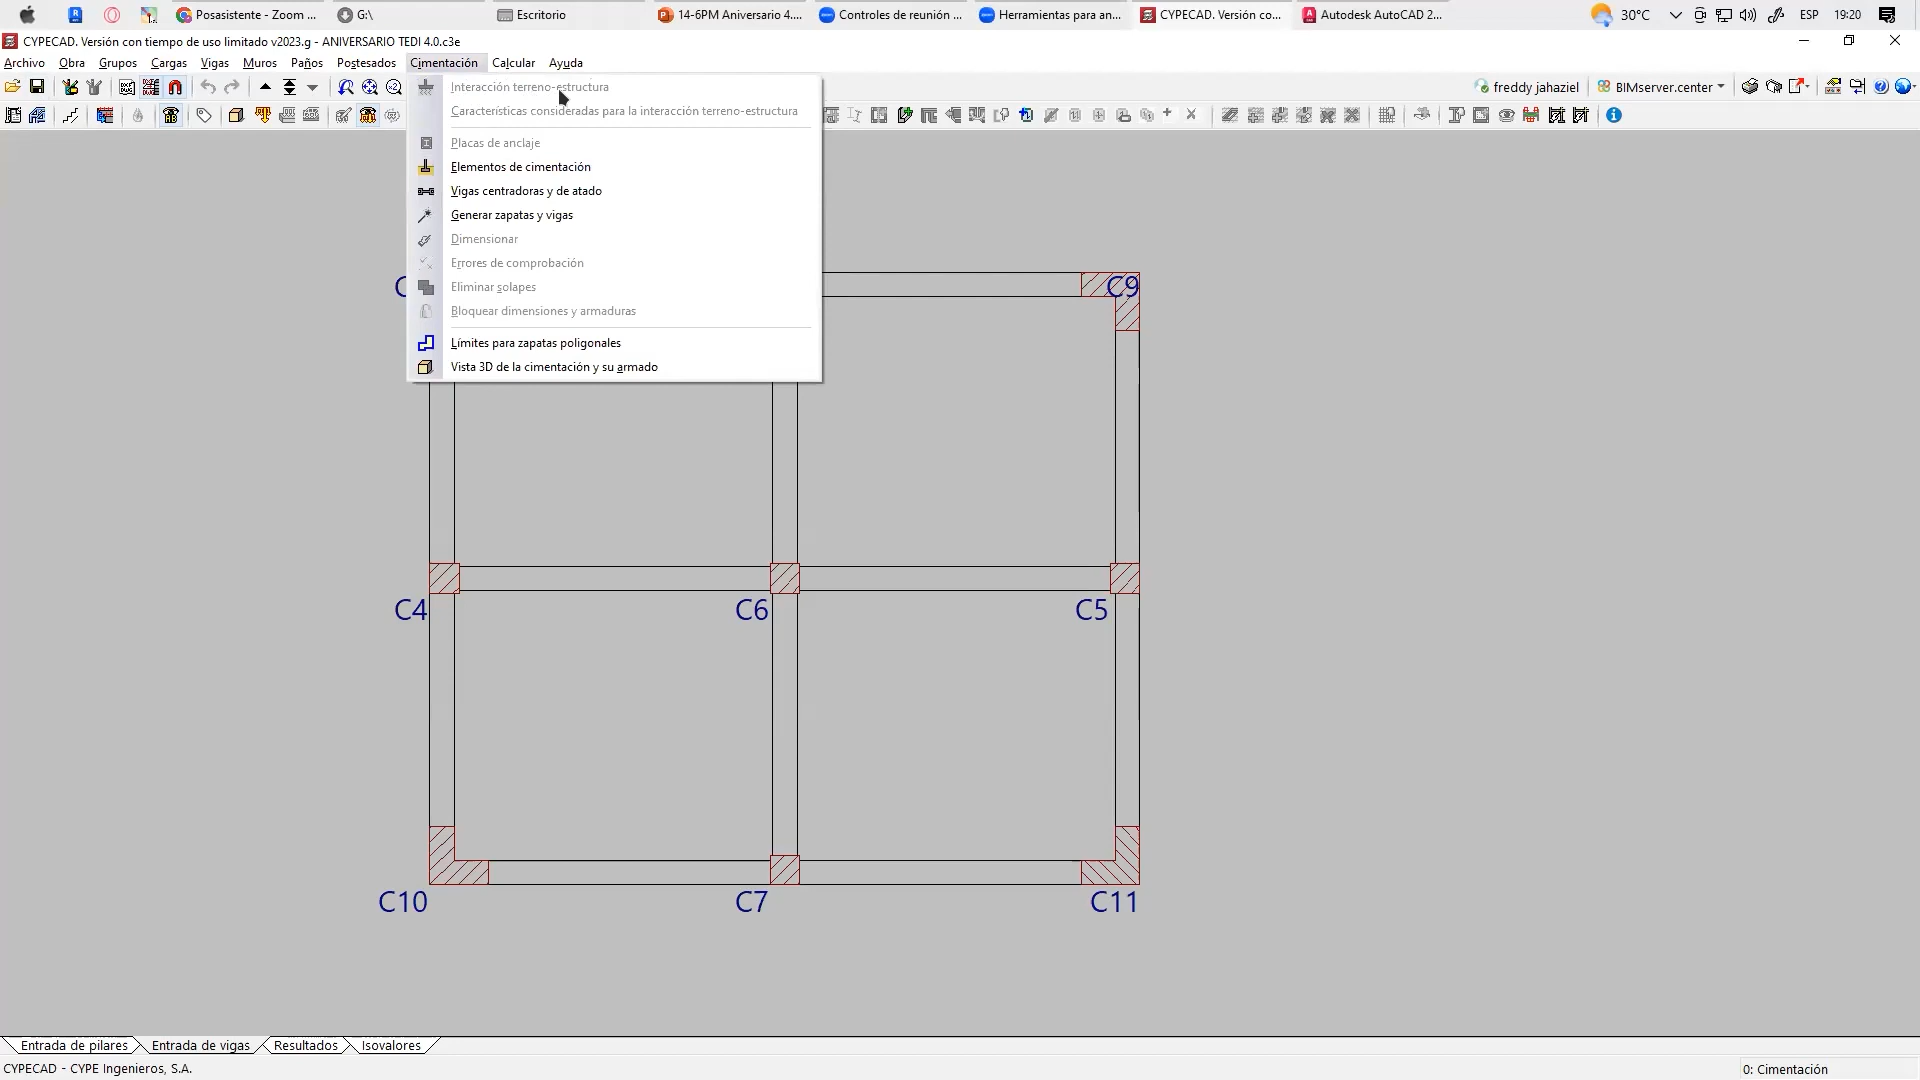 Posasistente - Zoom ...
G:\
Escritorio
14-6PM Aniversario 4....
Controles de reunión ...
Herramientas para an...
CYPECAD. Versión co...
Autodesk AutoCAD 2...
30°C
ESP
19:20
CYPECAD. Versión con tiempo de uso limitado v2023.g - ANIVERSARIO TEDI 4.0.c3e
Archivo Obra Grupos Cargas Vigas Muros Paños Postesados Cimentación Calcular Ayuda
freddy jahaziel
BIMserver.center
Interacción terreno-estructura
Características consideradas para la interacción terreno-estructura
Placas de anclaje
Elementos de cimentación
Vigas centradoras y de atado
Generar zapatas y vigas
Dimensionar
Errores de comprobación
Eliminar solapes
Bloquear dimensiones y armaduras
Límites para zapatas poligonales
Vista 3D de la cimentación y su armado
C9
C4
C6
C5
C10
C7
C11
Entrada de pilares
Entrada de vigas
Resultados
Isovalores
CYPECAD - CYPE Ingenieros, S.A.
0: Cimentación